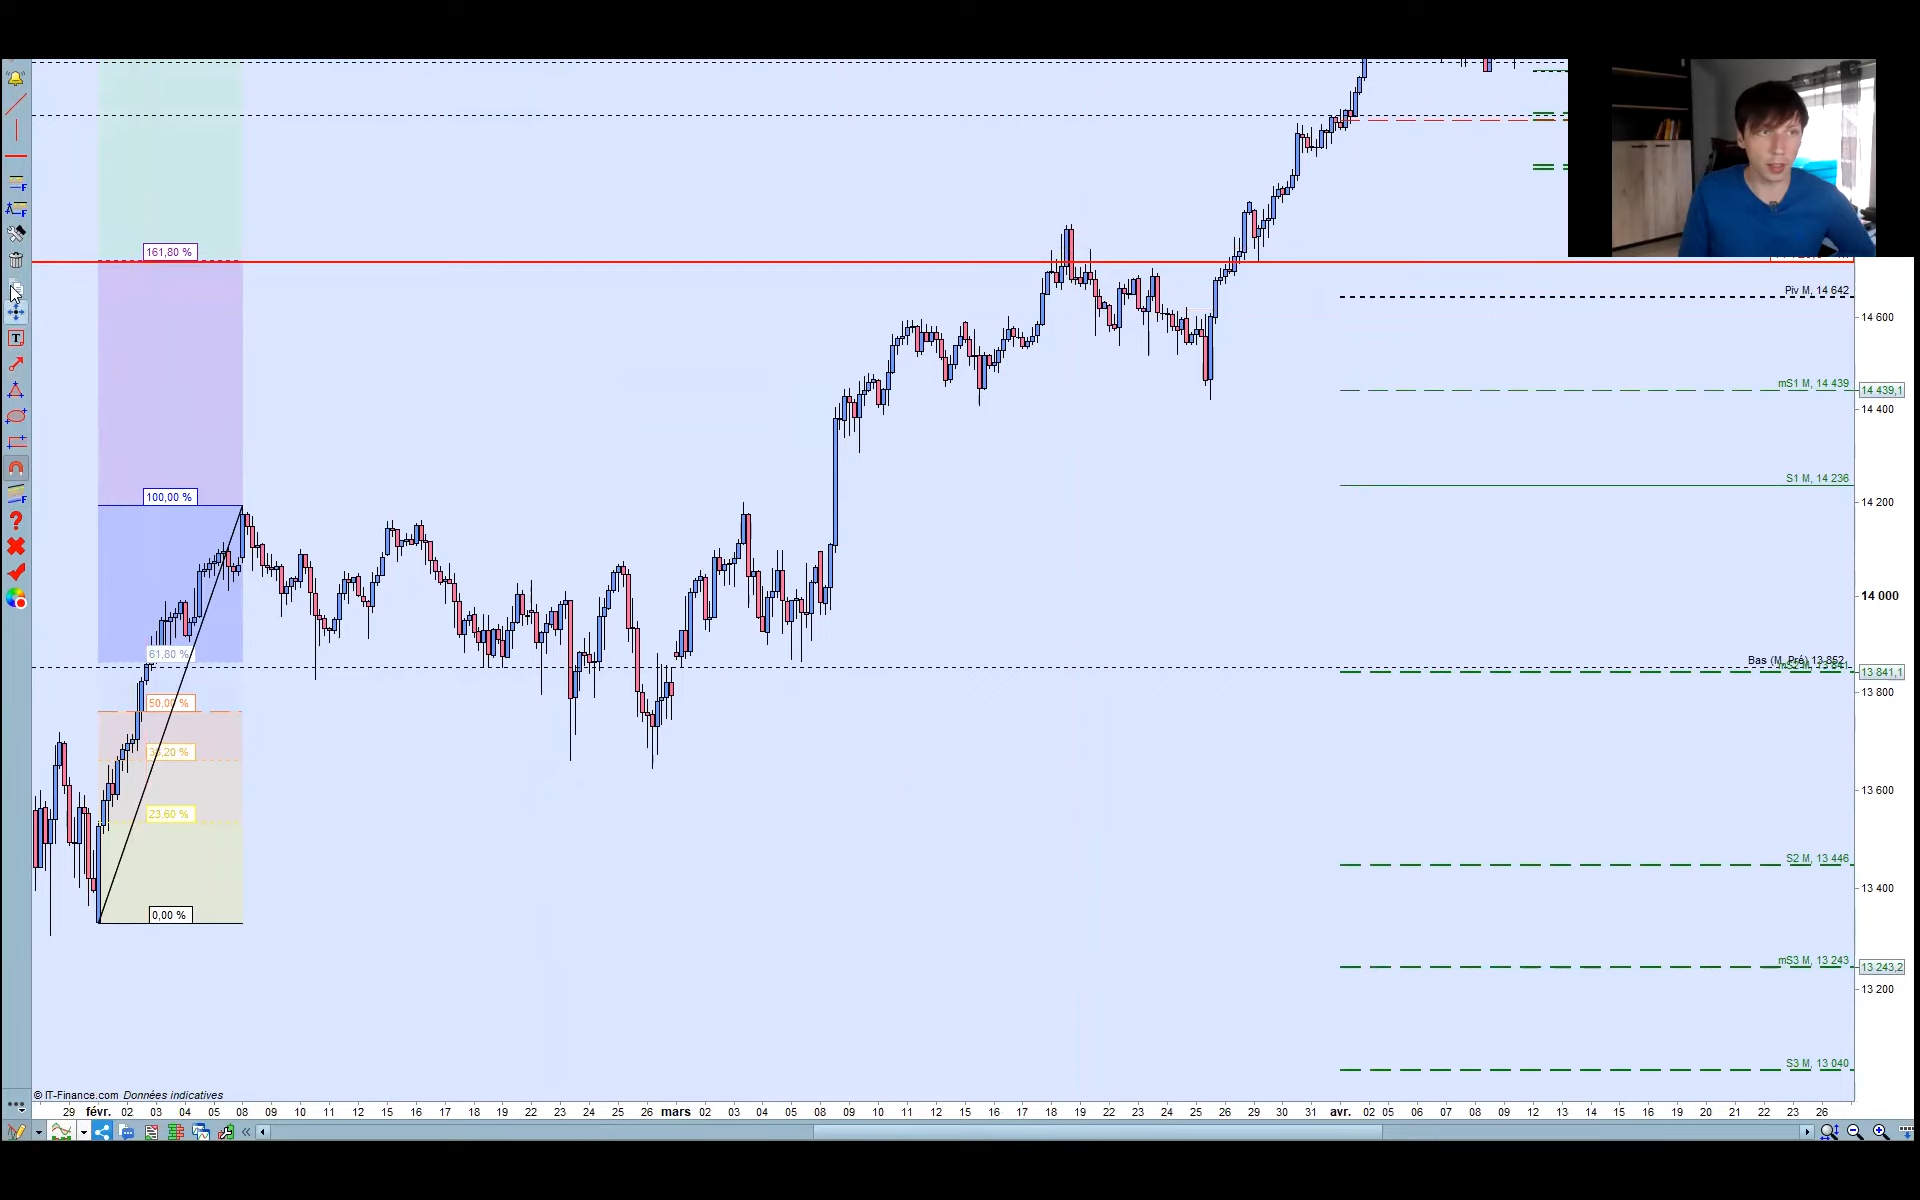 161,80 %
Piv M, 14 642
14 600
mS1 M, 14 439
14 439,1
14 400
S1 M, 14 236
100,00 %
14 200
14 000
61,80 %
Bas (M, Pré) 13 852
13 841,1
50,00 %
13 800
38,20 %
13 600
23,60 %
S2 M, 13 446
13 400
0,00 %
mS3 M, 13 243
13 243,2
13 200
S3 M, 13 040
© IT-Finance.com Données indicatives
29 févr. 02 03 04 05 08 09 10 11 12 15 16 17 18 19 22 23 24 25 26 mars 02 03 04 05 08 09 10 11 12 15 16 17 18 19 22 23 24 25 26 29 30 31 avr. 02 05 06 07 08 09 12 13 14 15 16 19 20 21 22 23 26